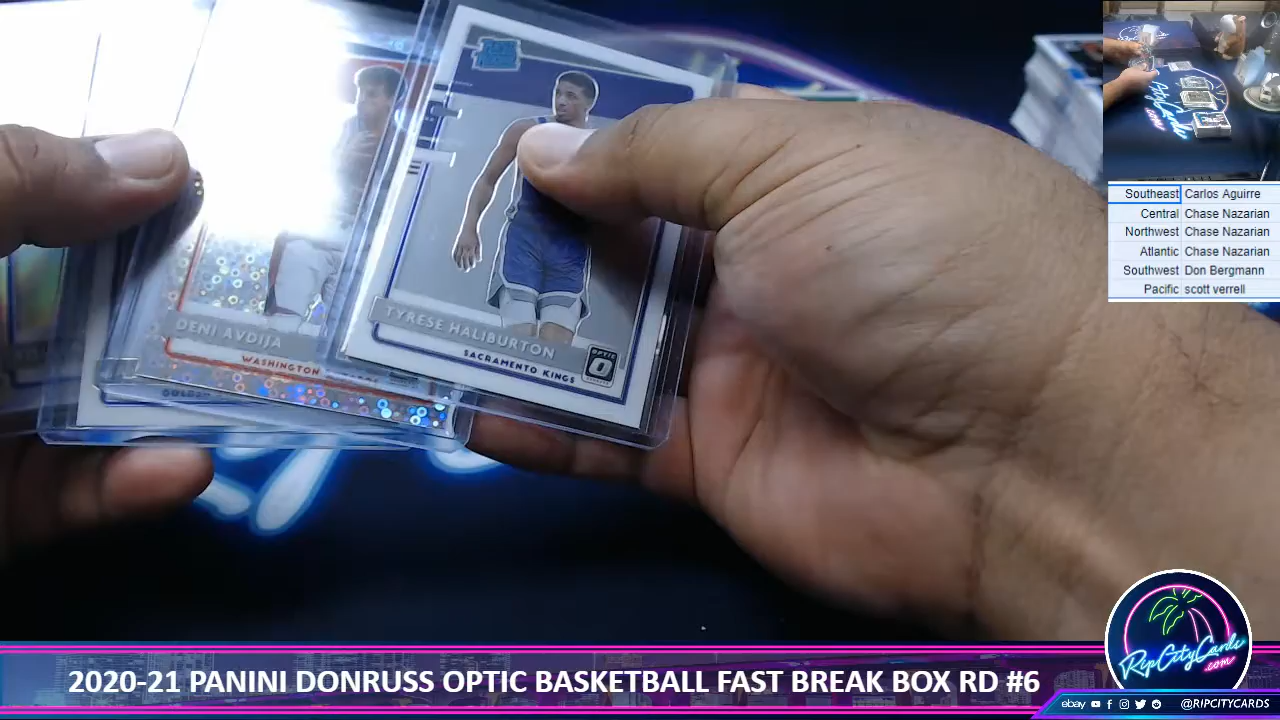 TYRESE HALIBURTON
SACRAMENTO KINGS
OPTIC
DENI AVDIJA
WASHINGTON
Southeast Carlos Aguirre
Central Chase Nazarian
Northwest Chase Nazarian
Atlantic Chase Nazarian
Southwest Don Bergmann
Pacific scott verrell
RipCityCards
.com
2020-21 PANINI DONRUSS OPTIC BASKETBALL FAST BREAK BOX RD #6
ebay @RIPCITYCARDS